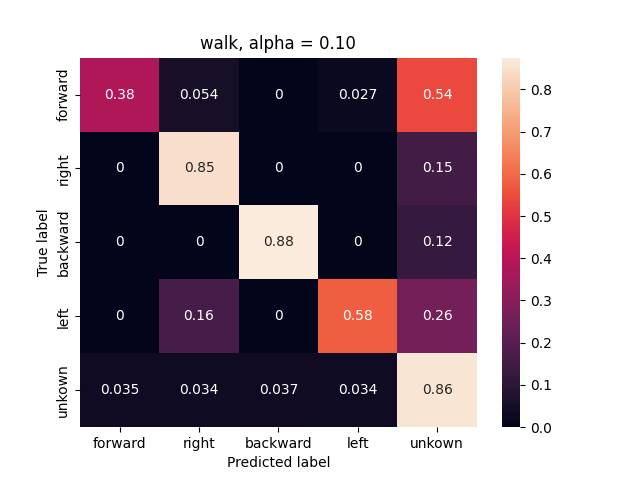 walk, alpha = 0.10
True label
forward
0.38 0.054 0 0.027 0.54
right
0 0.85 0 0 0.15
backward
0 0 0.88 0 0.12
left
0 0.16 0 0.58 0.26
unkown
0.035 0.034 0.037 0.034 0.86
forward right backward left unkown
Predicted label
0.8
0.7
0.6
0.5
0.4
0.3
0.2
0.1
0.0